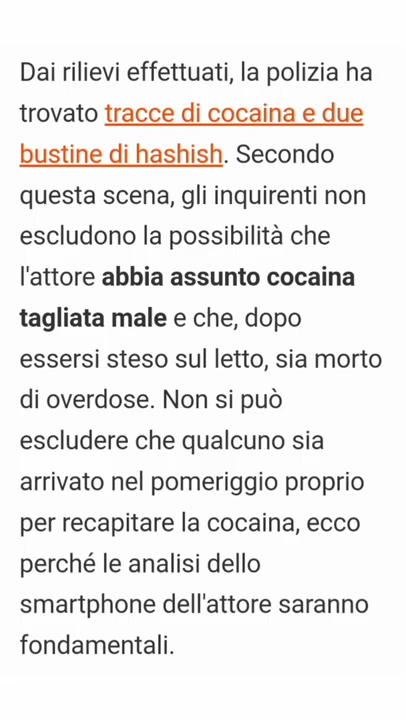 Dai rilievi effettuati, la polizia ha
trovato tracce di cocaina e due
bustine di hashish. Secondo
questa scena, gli inquirenti non
escludono la possibilità che
l'attore abbia assunto cocaina
tagliata male e che, dopo
essersi steso sul letto, sia morto
di overdose. Non si può
escludere che qualcuno sia
arrivato nel pomeriggio proprio
per recapitare la cocaina, ecco
perché le analisi dello
smartphone dell'attore saranno
fondamentali.